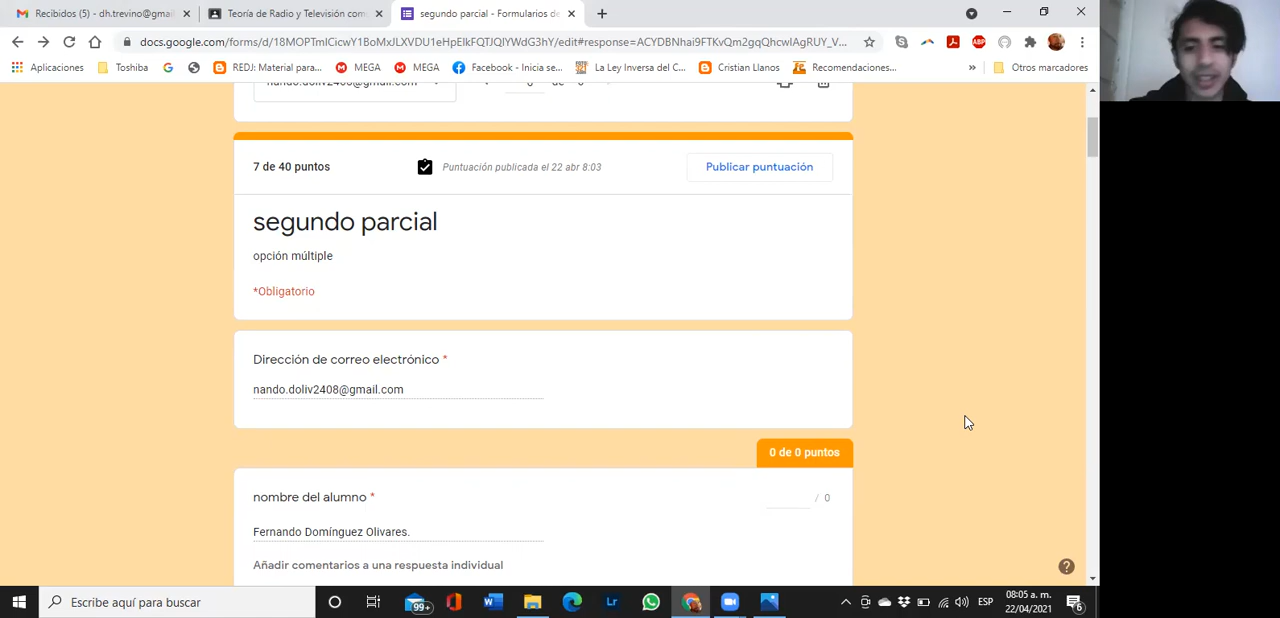 Recibidos (5) - dh.trevino@gmail
Teoría de Radio y Televisión com
segundo parcial - Formularios de
docs.google.com/forms/d/18MOPTmlCicwY1BoMxJLXVDU1eHpElkFQTJQIYWdG3hY/edit#response=ACYDBNhai9FTKvQm2gqQhcwlAgRUY_V...
Aplicaciones
Toshiba
REDJ: Material para...
MEGA
MEGA
Facebook - Inicia se...
La Ley Inversa del C...
Cristian Llanos
Recomendaciones...
»
Otros marcadores
7 de 40 puntos
Puntuación publicada el 22 abr 8:03
Publicar puntuación
segundo parcial
opción múltiple
*Obligatorio
Dirección de correo electrónico *
nando.doliv2408@gmail.com
0 de 0 puntos
nombre del alumno *
/ 0
Fernando Domínguez Olivares.
Añadir comentarios a una respuesta individual
Escribe aquí para buscar
99+
ESP
08:05 a. m.
22/04/2021
6